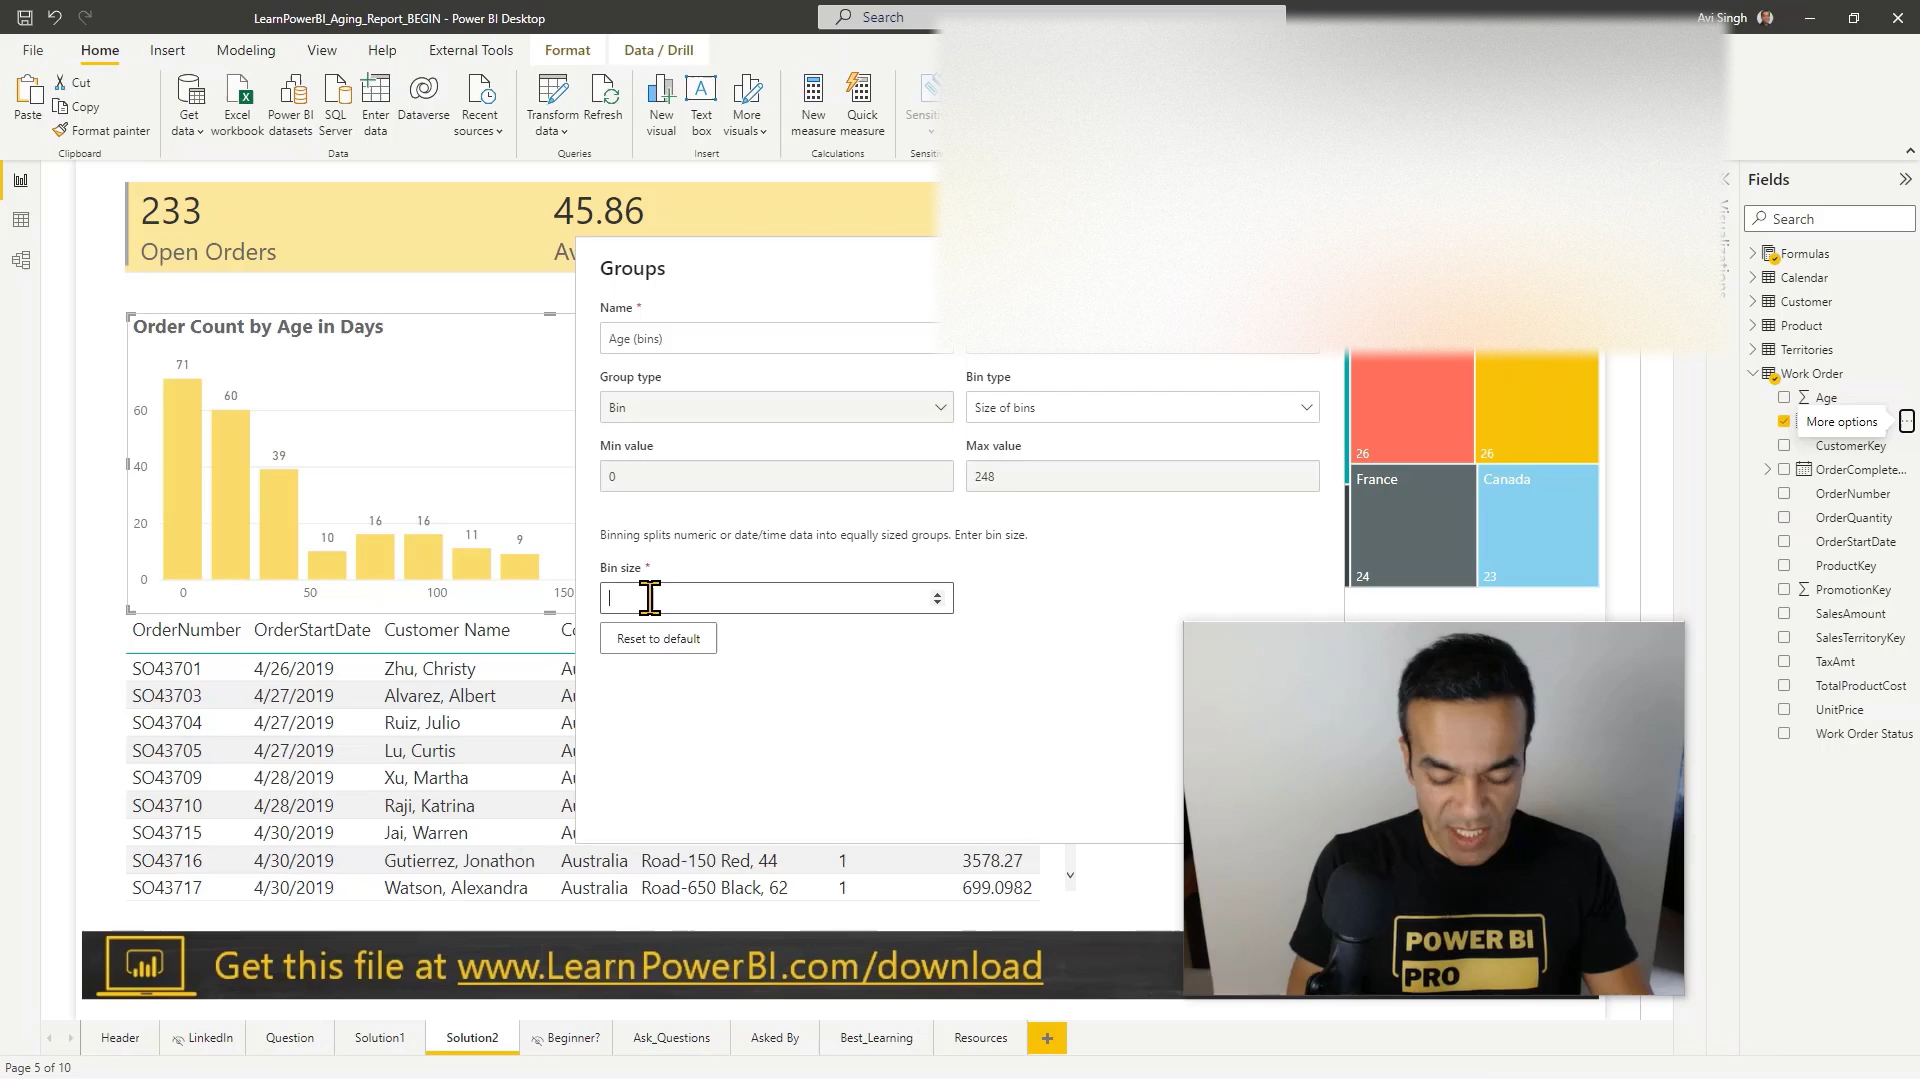 LearnPowerBI_Aging_Report_BEGIN - Power BI Desktop
Search
Avi Singh
File
Home
Insert
Modeling
View
Help
External Tools
Format
Data / Drill
Paste
Cut
Copy
Format painter
Clipboard
Get data
Excel workbook
Power BI datasets
SQL Server
Enter data
Dataverse
Recent sources
Data
Transform data
Refresh
Queries
New visual
Text box
More visuals
Insert
New measure
Quick measure
Calculations
Sensiti
Sensitiv
233
Open Orders
45.86
Av
Order Count by Age in Days
71
60
39
10
16
16
11
9
60
40
20
0
0
50
100
150
Groups
Name *
Age (bins)
Group type
Bin
Bin type
Size of bins
Min value
0
Max value
248
Binning splits numeric or date/time data into equally sized groups. Enter bin size.
Bin size *
Reset to default
26
26
France
24
Canada
23
OrderNumber OrderStartDate Customer Name Co
SO43701 4/26/2019 Zhu, Christy Au
SO43703 4/27/2019 Alvarez, Albert Au
SO43704 4/27/2019 Ruiz, Julio Au
SO43705 4/27/2019 Lu, Curtis Au
SO43709 4/28/2019 Xu, Martha Au
SO43710 4/28/2019 Raji, Katrina Au
SO43715 4/30/2019 Jai, Warren Au
SO43716 4/30/2019 Gutierrez, Jonathon Australia Road-150 Red, 44 1 3578.27
SO43717 4/30/2019 Watson, Alexandra Australia Road-650 Black, 62 1 699.0982
Get this file at www.LearnPowerBI.com/download
POWER BI
PRO
Visualizations
Fields
Search
Formulas
Calendar
Customer
Product
Territories
Work Order
Age
More options
CustomerKey
OrderComplete...
OrderNumber
OrderQuantity
OrderStartDate
ProductKey
PromotionKey
SalesAmount
SalesTerritoryKey
TaxAmt
TotalProductCost
UnitPrice
Work Order Status
Header
LinkedIn
Question
Solution1
Solution2
Beginner?
Ask_Questions
Asked By
Best_Learning
Resources
+
Page 5 of 10